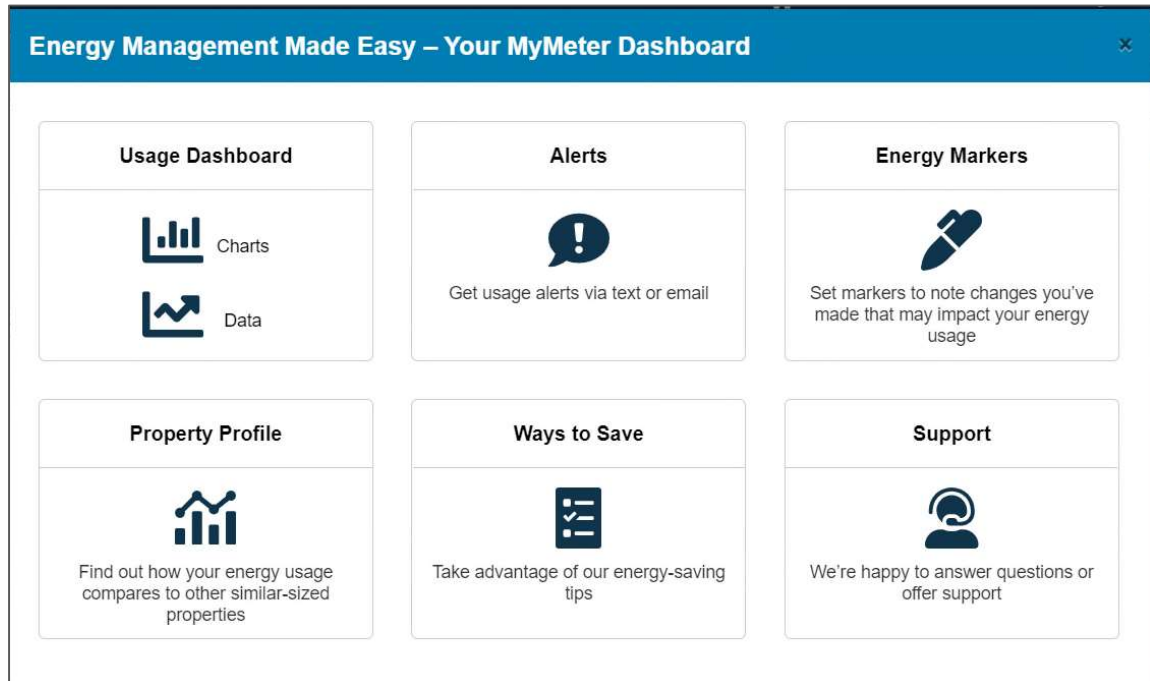 Energy Management Made Easy – Your MyMeter Dashboard
Usage Dashboard
Charts
Data
Alerts
Get usage alerts via text or email
Energy Markers
Set markers to note changes you've
made that may impact your energy
usage
Property Profile
Find out how your energy usage
compares to other similar-sized
properties
Ways to Save
Take advantage of our energy-saving
tips
Support
We're happy to answer questions or
offer support